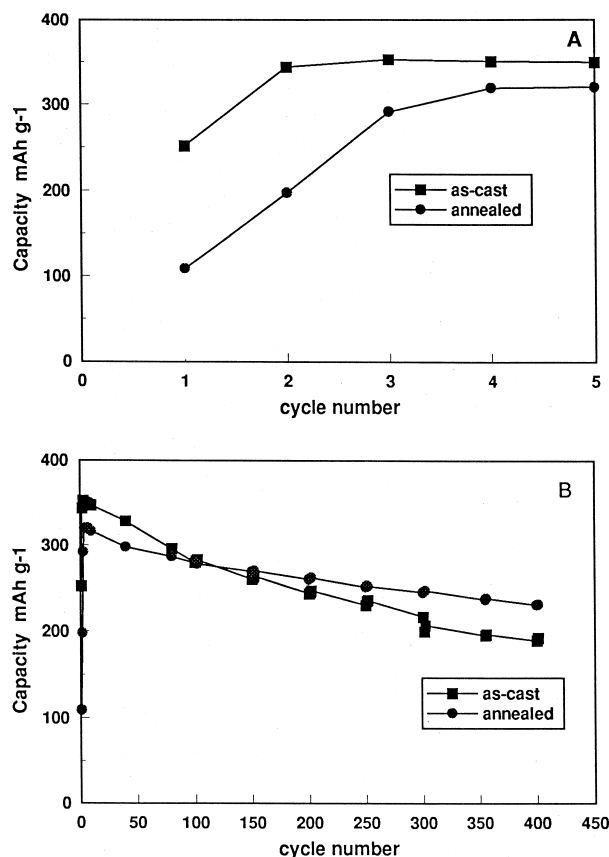 400
A
300
200
100
0
Capacity mAh g-1
as-cast
annealed
0 1 2 3 4 5
cycle number
400
B
300
200
100
0
Capacity mAh g-1
as-cast
annealed
0 50 100 150 200 250 300 350 400 450
cycle number